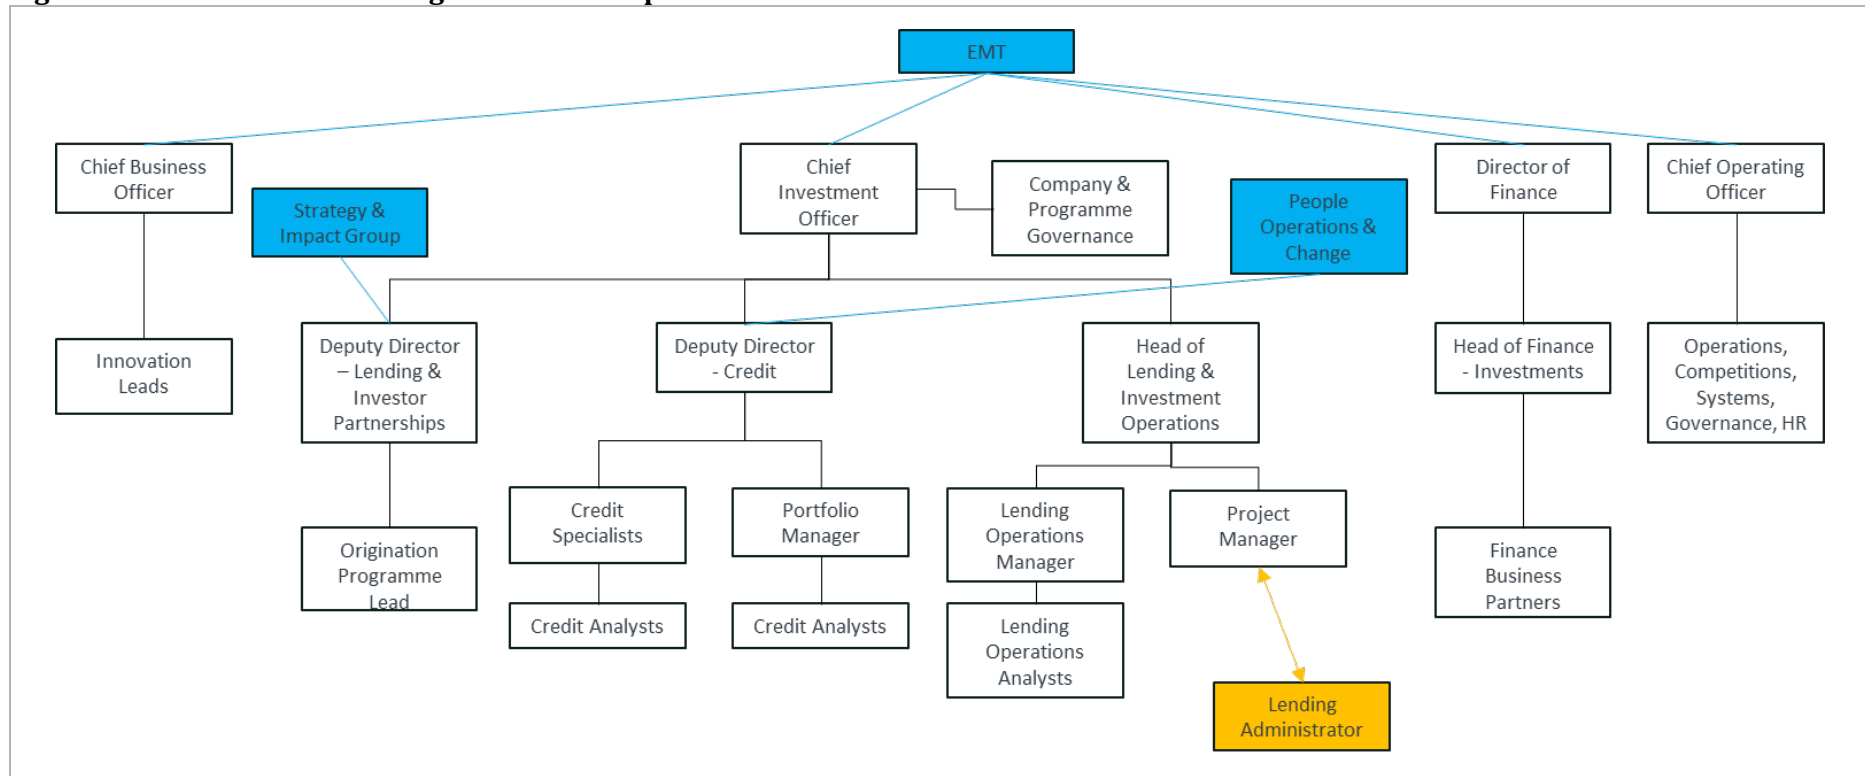 EMT
Chief Business
Officer
Strategy &
Impact Group
Chief
Investment
Officer
Company &
Programme
Governance
People
Operations &
Change
Director of
Finance
Chief Operating
Officer
Innovation
Leads
Deputy Director
– Lending &
Investor
Partnerships
Deputy Director
- Credit
Head of
Lending &
Investment
Operations
Head of Finance
- Investments
Operations,
Competitions,
Systems,
Governance, HR
Origination
Programme
Lead
Credit
Specialists
Portfolio
Manager
Lending
Operations
Manager
Project
Manager
Finance
Business
Partners
Credit Analysts
Credit Analysts
Lending
Operations
Analysts
Lending
Administrator